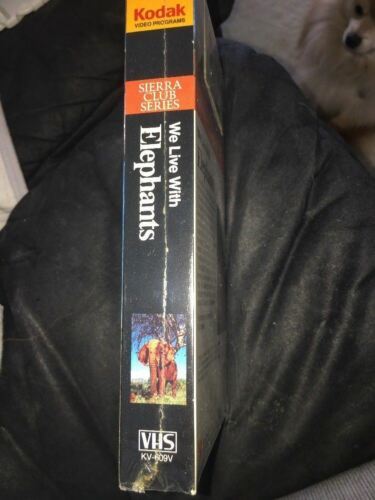 Kodak
VIDEO PROGRAMS
SIERRA
CLUB
SERIES
We Live With
Elephants
VHS
KV-609V